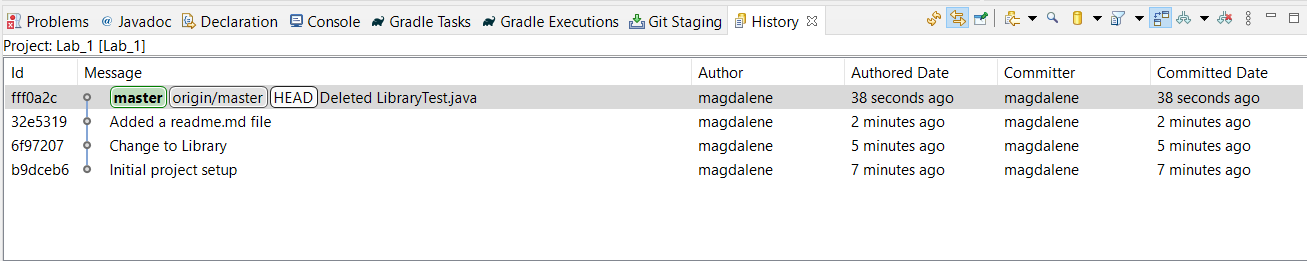 Problems @ Javadoc Declaration Console Gradle Tasks Gradle Executions Git Staging History
Project: Lab_1 [Lab_1]
Id Message Author Authored Date Committer Committed Date
fff0a2c master origin/master HEAD Deleted LibraryTest.java magdalene 38 seconds ago magdalene 38 seconds ago
32e5319 Added a readme.md file magdalene 2 minutes ago magdalene 2 minutes ago
6f97207 Change to Library magdalene 5 minutes ago magdalene 5 minutes ago
b9dceb6 Initial project setup magdalene 7 minutes ago magdalene 7 minutes ago